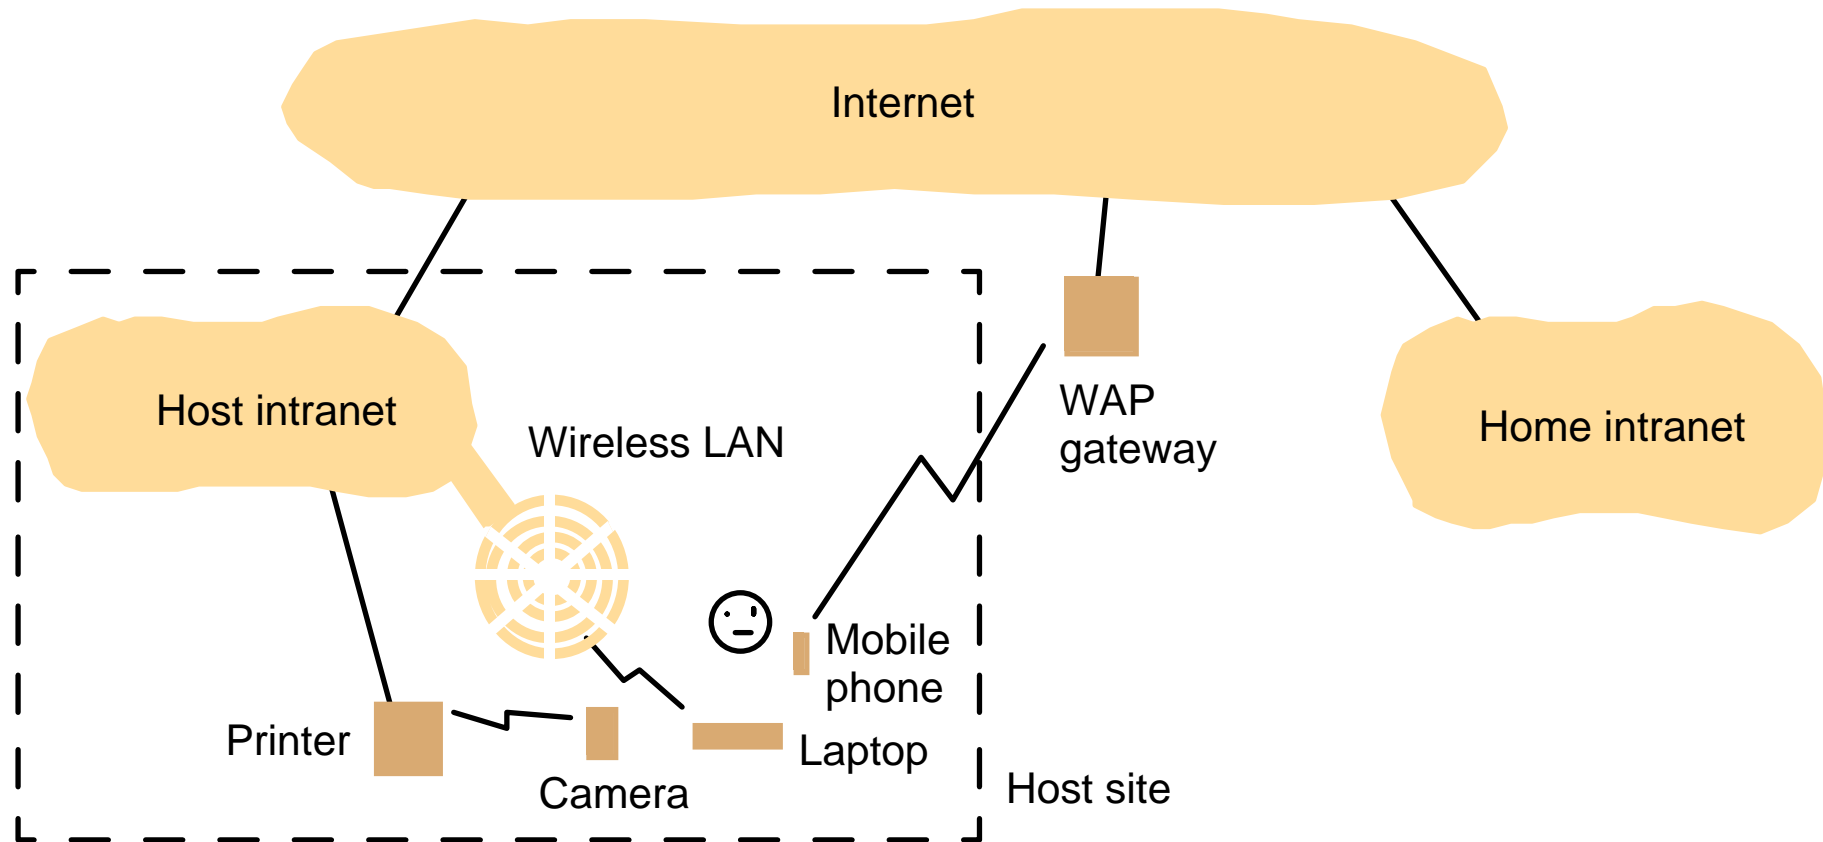 Internet
Host intranet
Wireless LAN
WAP
gateway
Home intranet
Mobile
phone
Printer
Laptop
Camera
Host site